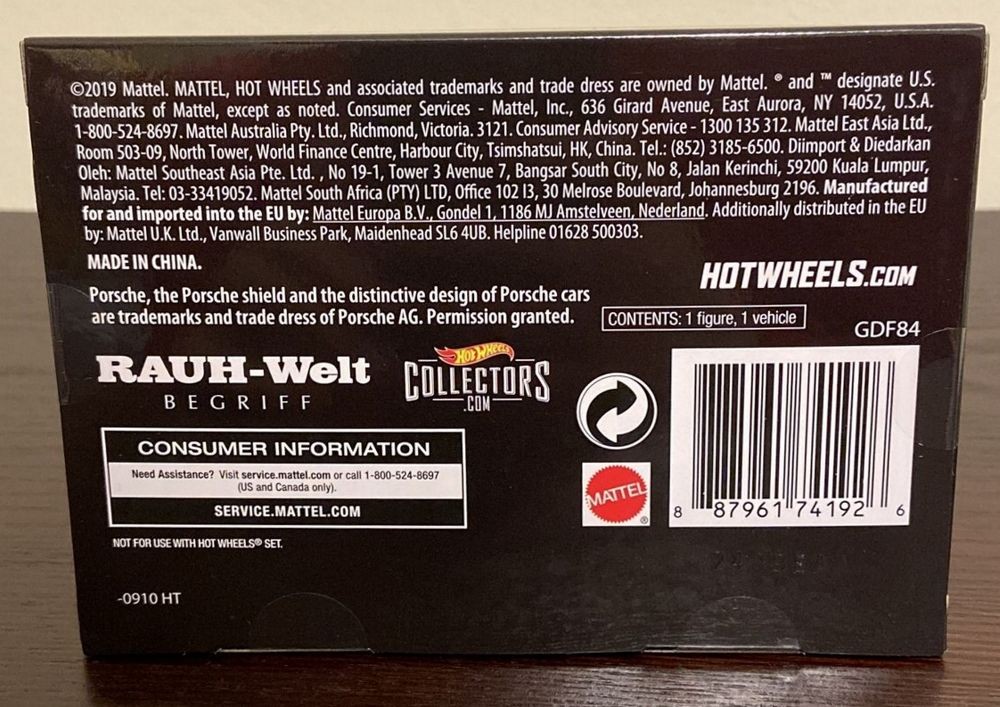 ©2019 Mattel. MATTEL, HOT WHEELS and associated trademarks and trade dress are owned by Mattel. ® and ™ designate U.S.
trademarks of Mattel, except as noted. Consumer Services - Mattel, Inc., 636 Girard Avenue, East Aurora, NY 14052, U.S.A.
1-800-524-8697. Mattel Australia Pty. Ltd., Richmond, Victoria. 3121. Consumer Advisory Service - 1300 135 312. Mattel East Asia Ltd.,
Room 503-09, North Tower, World Finance Centre, Harbour City, Tsimshatsui, HK, China. Tel.: (852) 3185-6500. Diimport & Diedarkan
Oleh: Mattel Southeast Asia Pte. Ltd. , No 19-1, Tower 3 Avenue 7, Bangsar South City, No 8, Jalan Kerinchi, 59200 Kuala Lumpur,
Malaysia. Tel: 03-33419052. Mattel South Africa (PTY) LTD, Office 102 I3, 30 Melrose Boulevard, Johannesburg 2196. Manufactured
for and imported into the EU by: Mattel Europa B.V., Gondel 1, 1186 MJ Amstelveen, Nederland. Additionally distributed in the EU
by: Mattel U.K. Ltd., Vanwall Business Park, Maidenhead SL6 4UB. Helpline 01628 500303.
MADE IN CHINA.
HOTWHEELS.COM
Porsche, the Porsche shield and the distinctive design of Porsche cars
are trademarks and trade dress of Porsche AG. Permission granted.
CONTENTS: 1 figure, 1 vehicle
GDF84
RAUH-Welt
BEGRIFF
HOT WHEELS
COLLECTORS
.COM
CONSUMER INFORMATION
Need Assistance? Visit service.mattel.com or call 1-800-524-8697
(US and Canada only).
SERVICE.MATTEL.COM
MATTEL®
8 87961 74192 6
NOT FOR USE WITH HOT WHEELS® SET.
-0910 HT